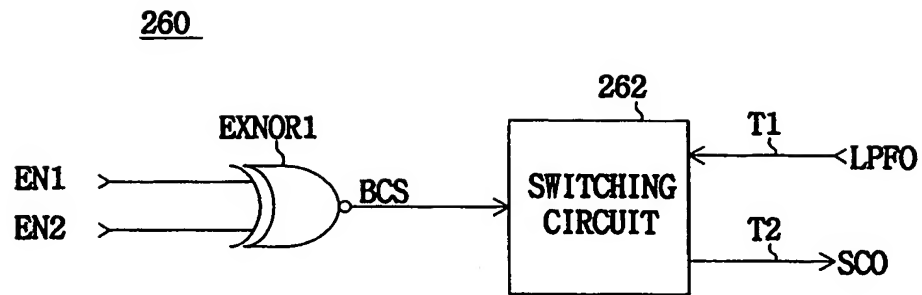 260
262
EXNOR1
T1
EN1
BCS
SWITCHING
CIRCUIT
LPFO
EN2
T2
SCO